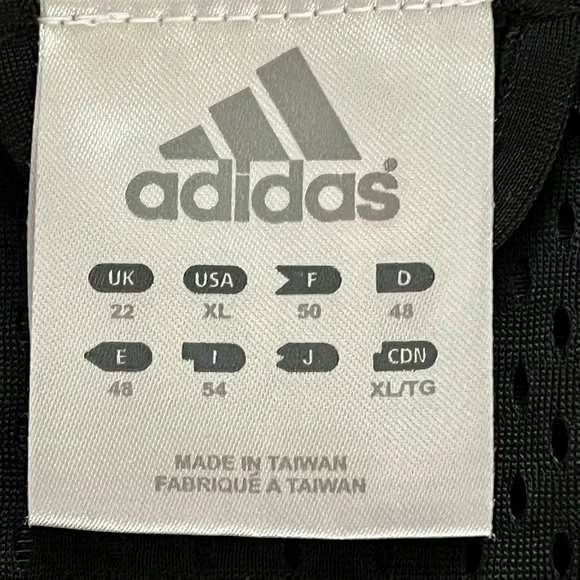 adidas®
UK USA F D
22 XL 50 48
E I J CDN
48 54 XL/TG
MADE IN TAIWAN
FABRIQUÉ A TAIWAN